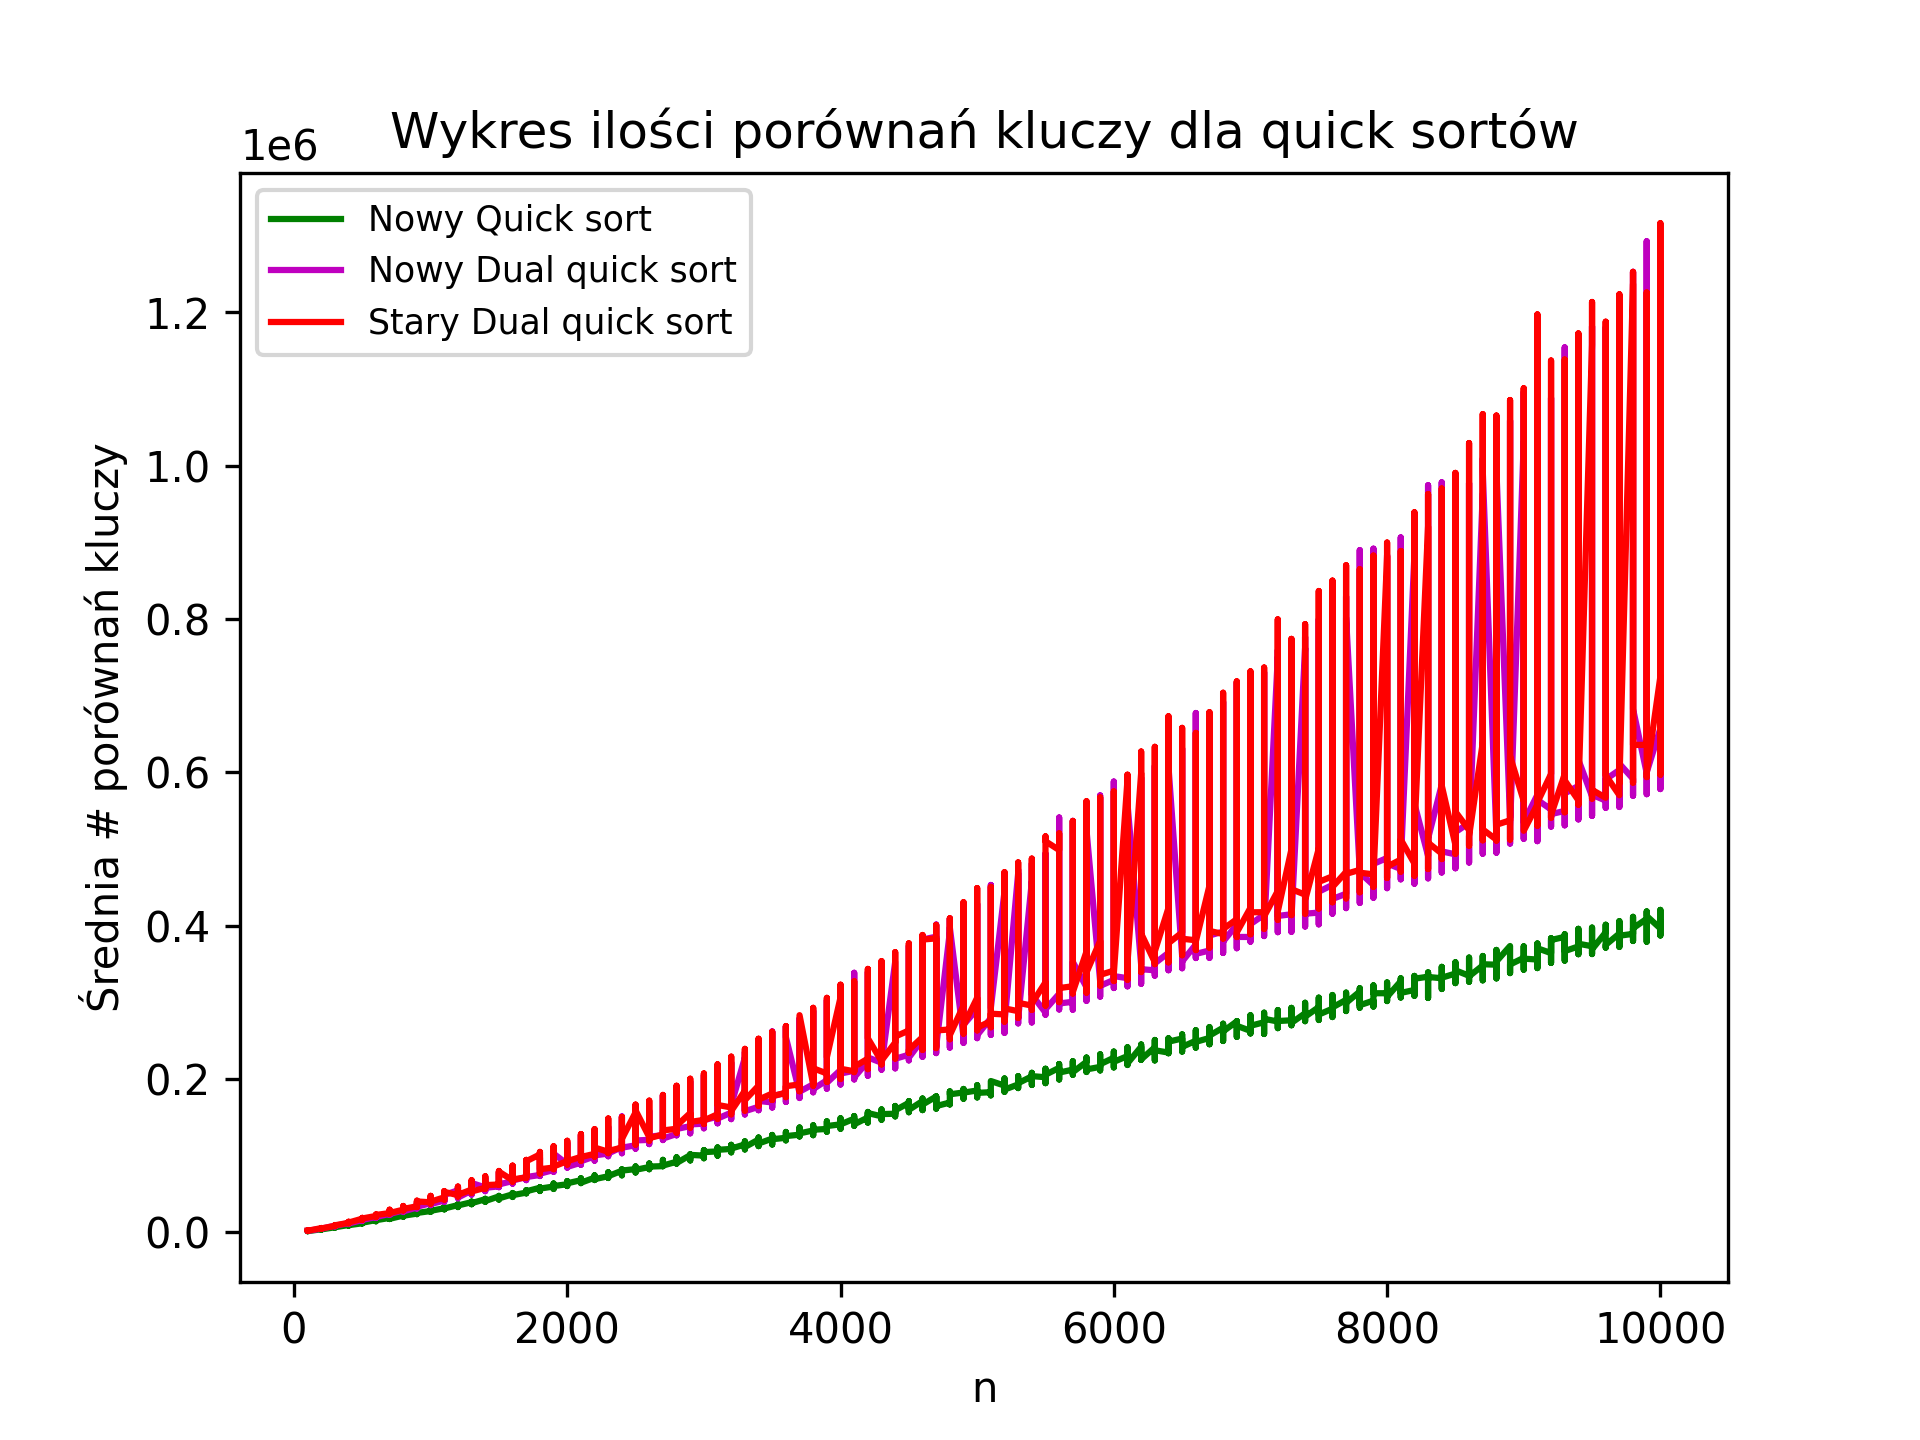 Wykres ilości porównań kluczy dla quick sortów
1e6
Nowy Quick sort
Nowy Dual quick sort
Stary Dual quick sort
1.2
1.0
0.8
0.6
0.4
0.2
0.0
Średnia # porównań kluczy
0 2000 4000 6000 8000 10000
n